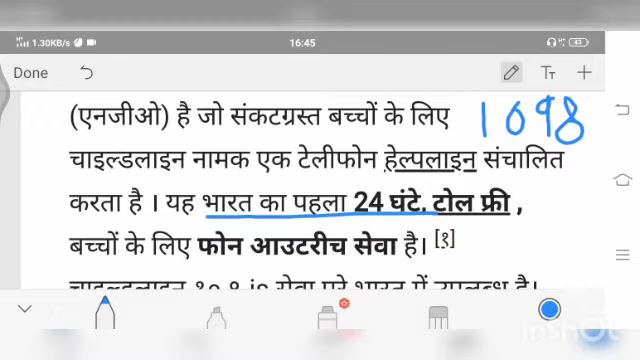 1.30KB/s
16:45
43
Done
(एनजीओ) है जो संकटग्रस्त बच्चों के लिए 1098
चाइल्डलाइन नामक एक टेलीफोन हेल्पलाइन संचालित
करता है । यह भारत का पहला 24 घंटे, टोल फ्री ,
बच्चों के लिए फोन आउटरीच सेवा है। [१]
InShOt